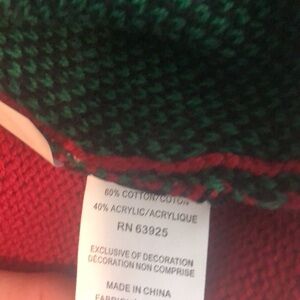 60% COTTON/COTON
40% ACRYLIC/ACRYLIQUE
RN 63925
EXCLUSIVE OF DECORATION
DÉCORATION NON COMPRISE
MADE IN CHINA